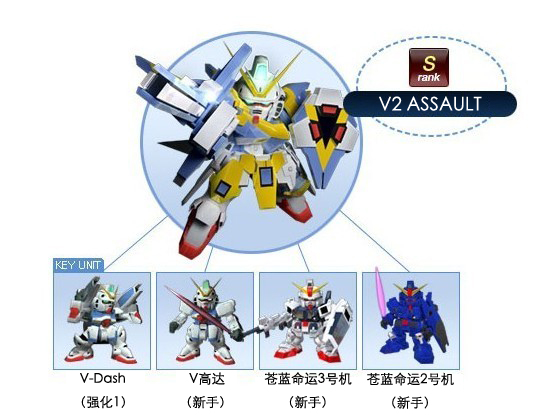 S
rank
V2 ASSAULT
KEY UNIT
V-Dash
（强化1）
V高达
（新手）
苍蓝命运3号机
（新手）
苍蓝命运2号机
（新手）